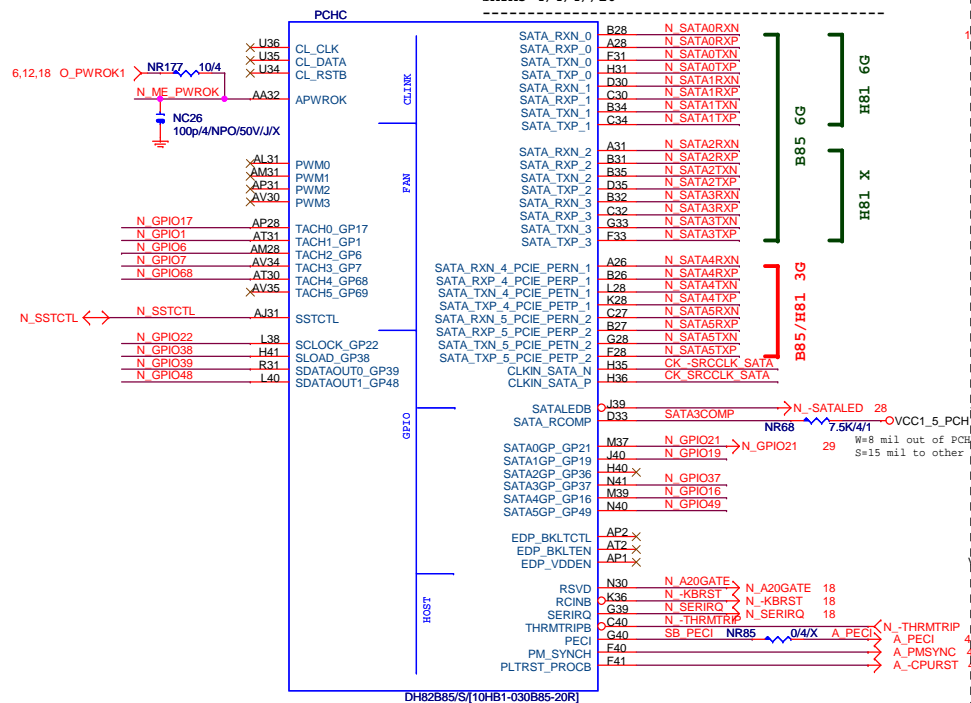 PCHC
6,12,18 O_PWROK1
NR177 10/4
N_ME_PWROK
NC26
100p/4/NPO/50V/J/X
U36 CL_CLK
U35 CL_DATA
U34 CL_RSTB
AA32 APWROK
CLINK
AL31 PWM0
AM31 PWM1
AP31 PWM2
AV30 PWM3
FAN
N_GPIO17 AP28 TACH0_GP17
N_GPIO1 AT31 TACH1_GP1
N_GPIO6 AM28 TACH2_GP6
N_GPIO7 AV34 TACH3_GP7
N_GPIO68 AT30 TACH4_GP68
AV35 TACH5_GP69
N_SSTCTL N_SSTCTL AJ31 SSTCTL
N_GPIO22 L38 SCLOCK_GP22
N_GPIO38 H41 SLOAD_GP38
N_GPIO39 R31 SDATAOUT0_GP39
N_GPIO48 L40 SDATAOUT1_GP48
GPIO
HOST
SATA_RXN_0 B28 N_SATA0RXN
SATA_RXP_0 A28 N_SATA0RXP
SATA_TXN_0 F31 N_SATA0TXN
SATA_TXP_0 H31 N_SATA0TXP
SATA_RXN_1 D30 N_SATA1RXN
SATA_RXP_1 C30 N_SATA1RXP
SATA_TXN_1 B34 N_SATA1TXN
SATA_TXP_1 C34 N_SATA1TXP
SATA_RXN_2 A31 N_SATA2RXN
SATA_RXP_2 B31 N_SATA2RXP
SATA_TXN_2 B35 N_SATA2TXN
SATA_TXP_2 D35 N_SATA2TXP
SATA_RXN_3 B32 N_SATA3RXN
SATA_RXP_3 C32 N_SATA3RXP
SATA_TXN_3 G33 N_SATA3TXN
SATA_TXP_3 F33 N_SATA3TXP
B85 6G
H81 6G
H81 X
SATA_RXN_4_PCIE_PERN_1 A26 N_SATA4RXN
SATA_RXP_4_PCIE_PERP_1 B26 N_SATA4RXP
SATA_TXN_4_PCIE_PETN_1 L28 N_SATA4TXN
SATA_TXP_4_PCIE_PETP_1 K28 N_SATA4TXP
SATA_RXN_5_PCIE_PERN_2 C27 N_SATA5RXN
SATA_RXP_5_PCIE_PERP_2 B27 N_SATA5RXP
SATA_TXN_5_PCIE_PETN_2 G28 N_SATA5TXN
SATA_TXP_5_PCIE_PETP_2 F28 N_SATA5TXP
B85/H81 3G
CLKIN_SATA_N H35 CK_-SRCCLK_SATA
CLKIN_SATA_P H36 CK_SRCCLK_SATA
SATALEDB J39 N_-SATALED 28
SATA_RCOMP D33 SATA3COMP NR68 7.5K/4/1 VCC1_5_PCH
W=8 mil out of PCH
S=15 mil to other
SATA0GP_GP21 M37 N_GPIO21 N_GPIO21 29
SATA1GP_GP19 J40 N_GPIO19
SATA2GP_GP36 H40
SATA3GP_GP37 N41 N_GPIO37
SATA4GP_GP16 M39 N_GPIO16
SATA5GP_GP49 N40 N_GPIO49
EDP_BKLTCTL AP2
EDP_BKLTEN AT2
EDP_VDDEN AP1
RSVD N30 N_A20GATE N_A20GATE 18
RCINB K36 N_-KBRST N_-KBRST 18
SERIRQ G39 N_SERIRQ N_SERIRQ 18
THRMTRIPB C40 N_-THRMTRIP N_-THRMTRIP
PECI G40 SB_PECI NR85 0/4/X A_PECI A_PECI 4
PM_SYNCH F40 A_PMSYNC
PLTRST_PROCB F41 A_-CPURST
DH82B85/S/[10HB1-030B85-20R]